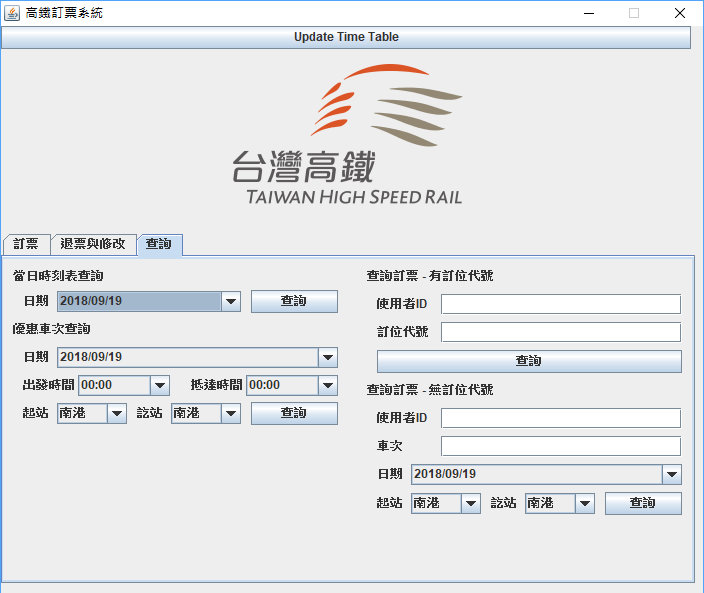 高鐵訂票系統
Update Time Table
台灣高鐵
TAIWAN HIGH SPEED RAIL
訂票 退票與修改 查詢
當日時刻表查詢
日期 2018/09/19 查詢
優惠車次查詢
日期 2018/09/19
出發時間 00:00 抵達時間 00:00
起站 南港 訖站 南港 查詢
查詢訂票 - 有訂位代號
使用者ID
訂位代號
查詢
查詢訂票 - 無訂位代號
使用者ID
車次
日期 2018/09/19
起站 南港 訖站 南港 查詢